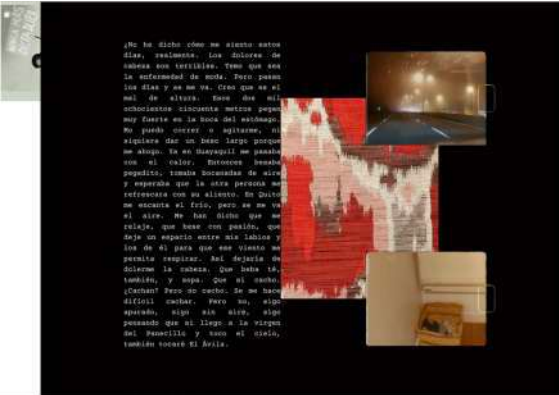 ¿No he dicho cómo me siento estos
días, realmente. Los dolores de
cabeza son terribles. Temo que sea
la enfermedad de moda. Pero pasan
los días y se me va. Creo que es el
mal de altura. Esos dos mil
ochocientos cincuenta metros pegan
muy fuerte en la boca del estómago.
No puedo correr o agitarme, ni
siquiera dar un beso largo porque
me ahogo. Ya en Guayaquil me pasaba
con el calor. Entonces besaba
pegadito, tomaba bocanadas de aire
y esperaba que la otra persona me
refrescara con su aliento. En Quito
me encanta el frío, pero se me va
el aire. Me han dicho que me
relaje, que bese con pasión, que
deje un espacio entre mis labios y
los de él para que ese viento me
permita respirar. Así dejaría de
dolerme la cabeza. Que beba té,
también, y sopa. Que si cacho.
¿Cachan? Pero no cacho. Se me hace
difícil cachar. Pero no, sigo
apurado, sigo sin aire, sigo
pensando que si llego a la virgen
del Panecillo y toco el cielo,
también tocaré El Ávila.